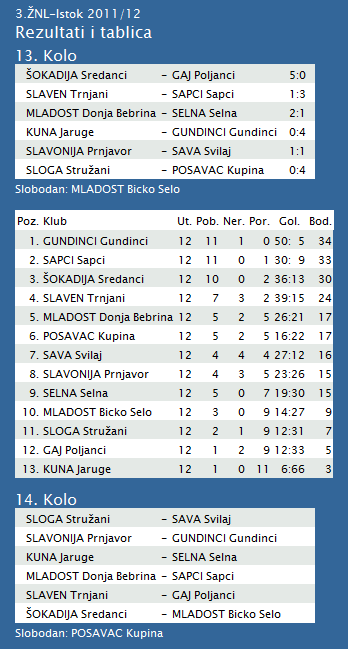 3.ŽNL-Istok 2011/12
Rezultati i tablica
13. Kolo
ŠOKADIJA Sredanci - GAJ Poljanci 5:0
SLAVEN Trnjani - SAPCI Sapci 1:3
MLADOST Donja Bebrina - SELNA Selna 2:1
KUNA Jaruge - GUNDINCI Gundinci 0:4
SLAVONIJA Prnjavor - SAVA Svilaj 1:1
SLOGA Stružani - POSAVAC Kupina 0:4
Slobodan: MLADOST Bicko Selo
Poz. Klub Ut. Pob. Ner. Por. Gol. Bod.
1. GUNDINCI Gundinci 12 11 1 0 50: 5 34
2. SAPCI Sapci 12 11 0 1 30: 9 33
3. ŠOKADIJA Sredanci 12 10 0 2 36:13 30
4. SLAVEN Trnjani 12 7 3 2 39:15 24
5. MLADOST Donja Bebrina 12 5 2 5 26:21 17
6. POSAVAC Kupina 12 5 2 5 16:22 17
7. SAVA Svilaj 12 4 4 4 27:12 16
8. SLAVONIJA Prnjavor 12 4 3 5 23:26 15
9. SELNA Selna 12 5 0 7 19:30 15
10. MLADOST Bicko Selo 12 3 0 9 14:27 9
11. SLOGA Stružani 12 2 1 9 12:31 7
12. GAJ Poljanci 12 1 2 9 12:33 5
13. KUNA Jaruge 12 1 0 11 6:66 3
14. Kolo
SLOGA Stružani - SAVA Svilaj
SLAVONIJA Prnjavor - GUNDINCI Gundinci
KUNA Jaruge - SELNA Selna
MLADOST Donja Bebrina - SAPCI Sapci
SLAVEN Trnjani - GAJ Poljanci
ŠOKADIJA Sredanci - MLADOST Bicko Selo
Slobodan: POSAVAC Kupina